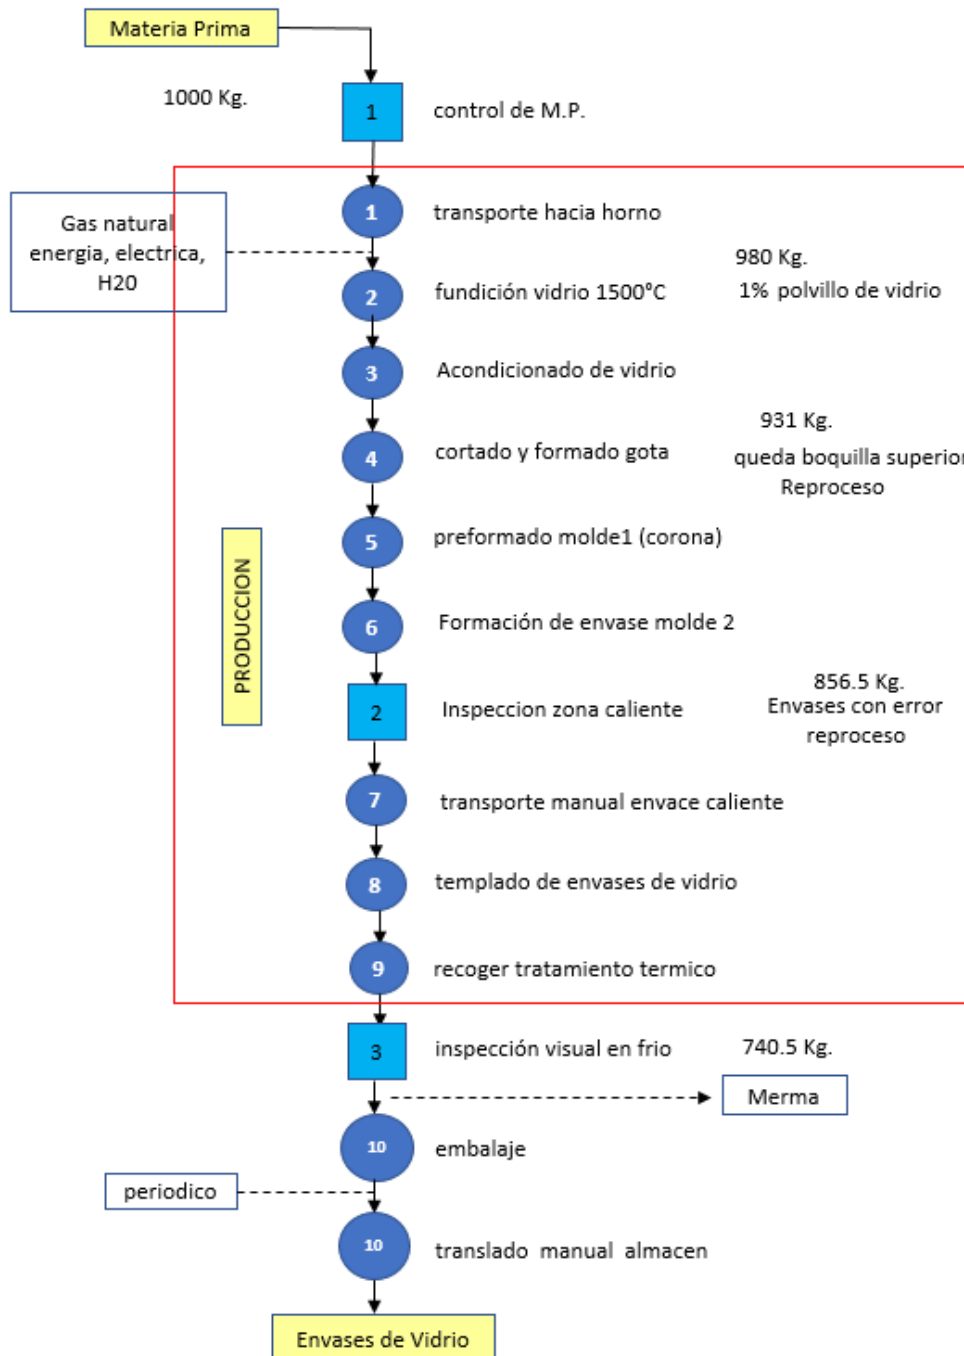 Materia Prima
1000 Kg.
1
control de M.P.
Gas natural
energia, electrica,
H20
1
transporte hacia horno
980 Kg.
2
fundición vidrio 1500°C
1% polvillo de vidrio
3
Acondicionado de vidrio
931 Kg.
4
cortado y formado gota
queda boquilla superior
Reproceso
5
preformado molde1 (corona)
PRODUCCION
6
Formación de envase molde 2
856.5 Kg.
2
Inspeccion zona caliente
Envases con error
reproceso
7
transporte manual envace caliente
8
templado de envases de vidrio
9
recoger tratamiento termico
3
inspección visual en frio
740.5 Kg.
Merma
10
embalaje
periodico
10
translado manual almacen
Envases de Vidrio